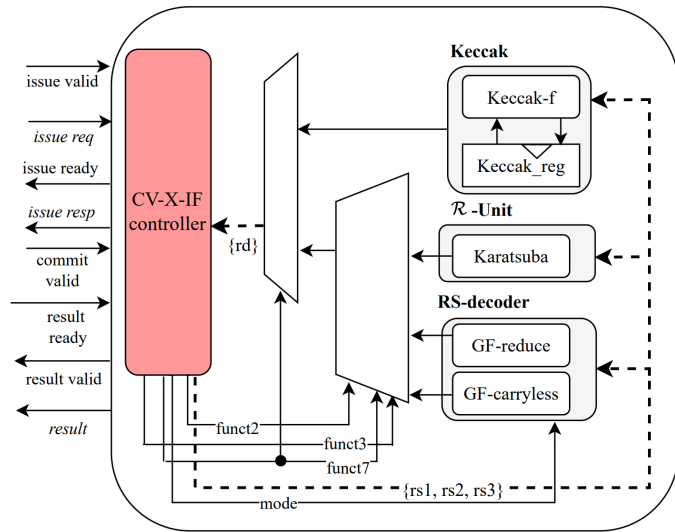 issue valid
issue req
issue ready
issue resp
commit
valid
result
ready
result valid
result
CV-X-IF
controller
{rd}
Keccak
Keccak-f
Keccak_reg
ℛ -Unit
Karatsuba
RS-decoder
GF-reduce
GF-carryless
funct2
funct3
funct7
{rs1, rs2, rs3}
mode